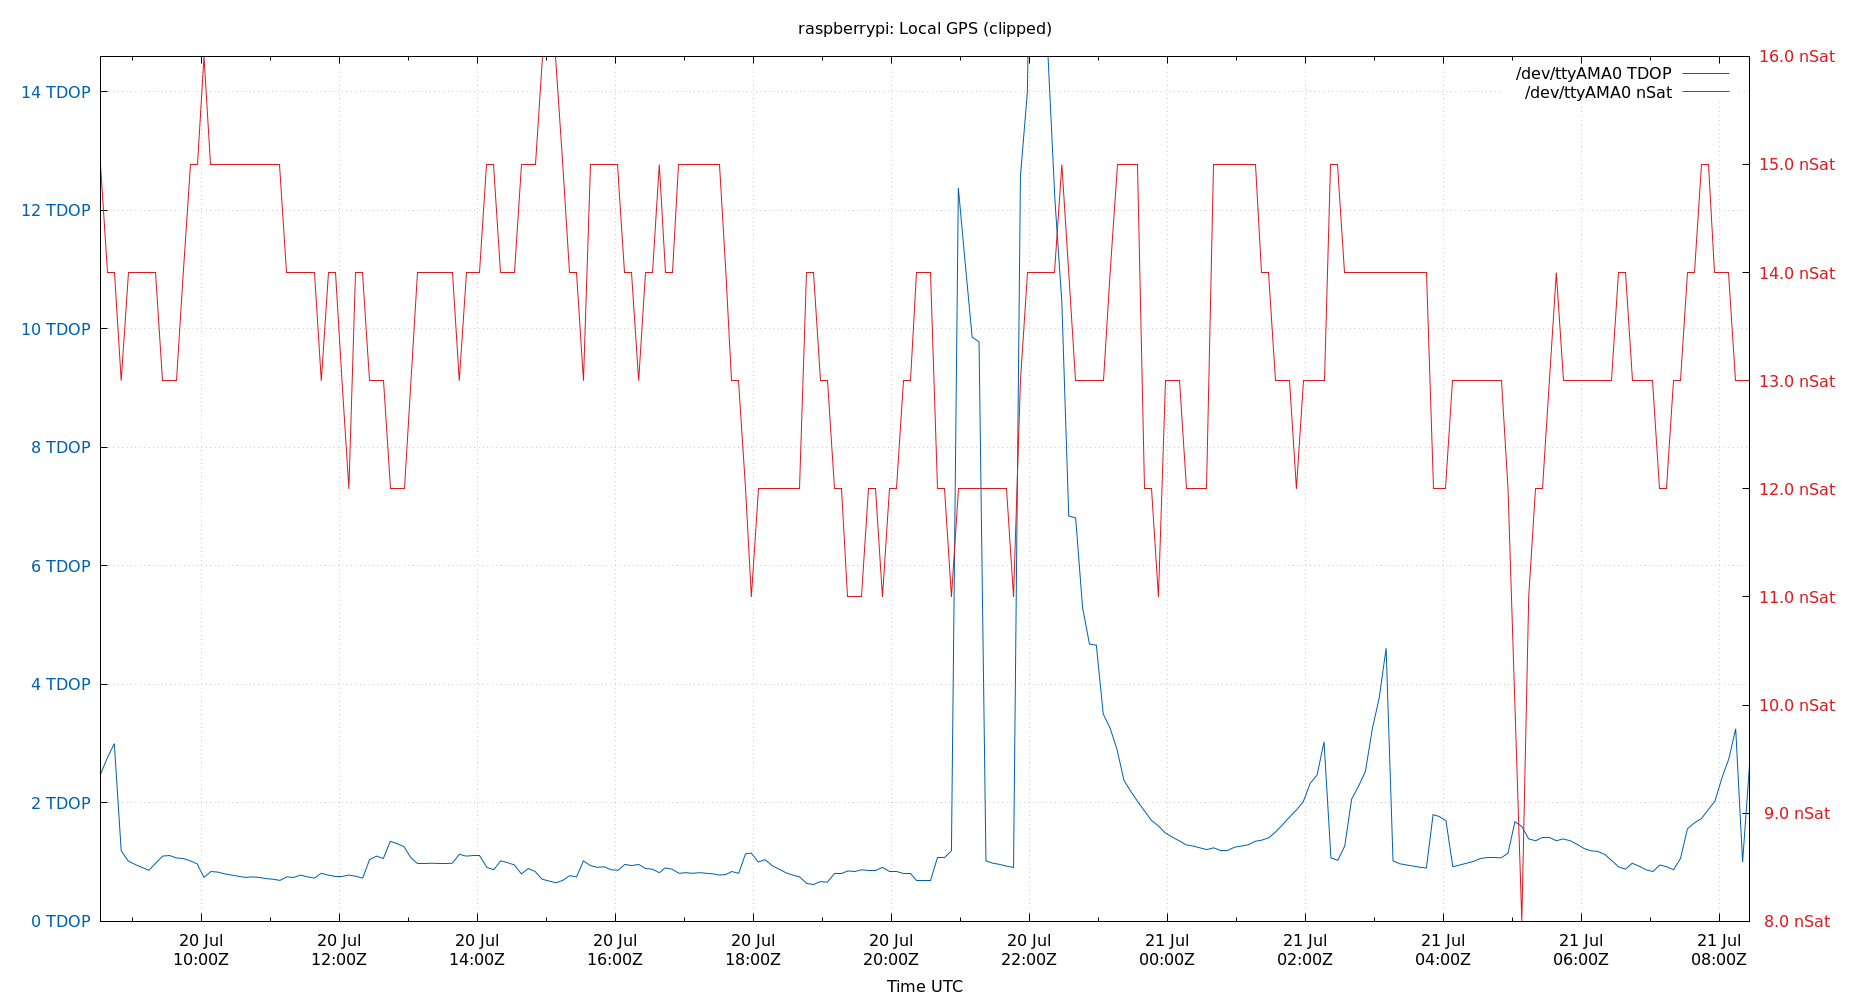 raspberrypi: Local GPS (clipped)
/dev/ttyAMA0 TDOP
/dev/ttyAMA0 nSat
14 TDOP
12 TDOP
10 TDOP
8 TDOP
6 TDOP
4 TDOP
2 TDOP
0 TDOP
16.0 nSat
15.0 nSat
14.0 nSat
13.0 nSat
12.0 nSat
11.0 nSat
10.0 nSat
9.0 nSat
8.0 nSat
20 Jul 20 Jul 20 Jul 20 Jul 20 Jul 20 Jul 20 Jul 21 Jul 21 Jul 21 Jul 21 Jul 21 Jul
10:00Z 12:00Z 14:00Z 16:00Z 18:00Z 20:00Z 22:00Z 00:00Z 02:00Z 04:00Z 06:00Z 08:00Z
Time UTC